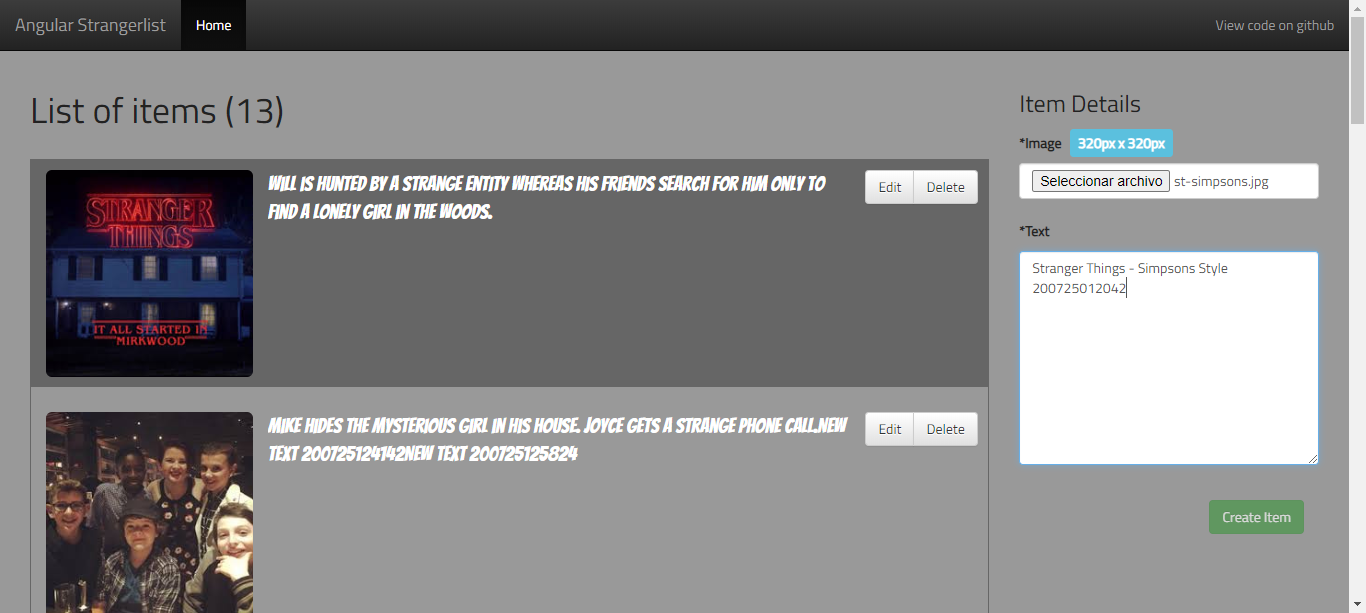 Angular Strangerlist Home View code on github
List of items (13)
WILL IS HUNTED BY A STRANGE ENTITY WHEREAS HIS FRIENDS SEARCH FOR HIM ONLY TO
FIND A LONELY GIRL IN THE WOODS.
Edit Delete
STRANGER
THINGS
IT ALL STARTED IN
MIRKWOOD
MIKE HIDES THE MYSTERIOUS GIRL IN HIS HOUSE. JOYCE GETS A STRANGE PHONE CALL.NEW
TEXT 200725124142NEW TEXT 200725125824
Edit Delete
Item Details
*Image 320px x 320px
Seleccionar archivo st-simpsons.jpg
*Text
Stranger Things - Simpsons Style
200725012042
Create Item